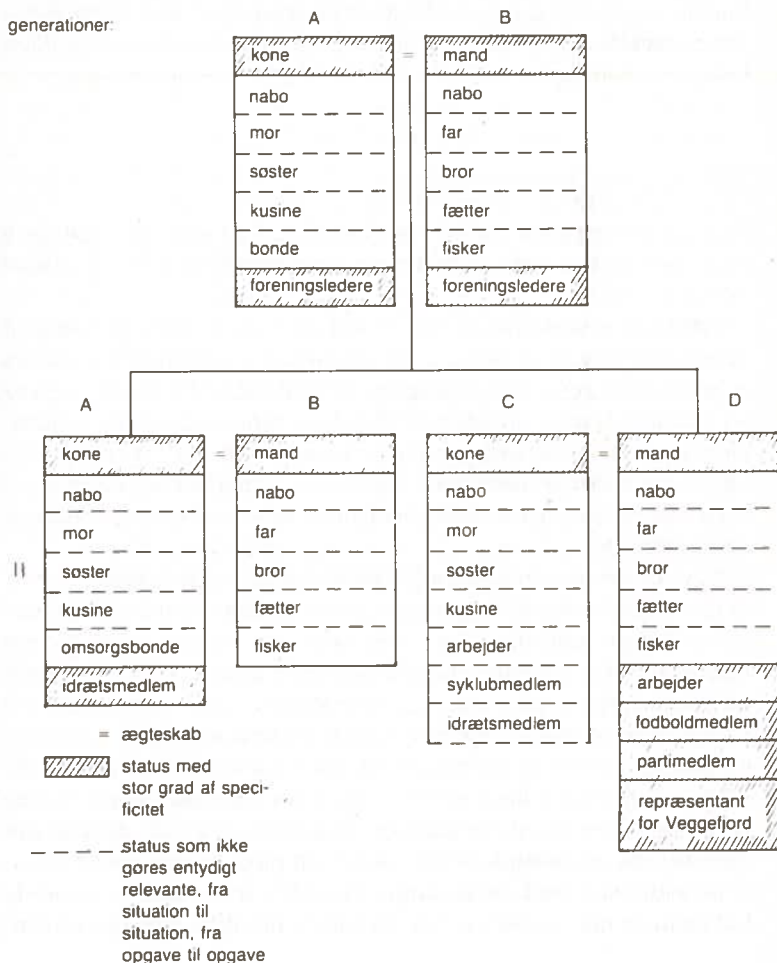 generationer:
A
B
kone
=
mand
nabo
nabo
mor
far
søster
bror
kusine
fætter
bonde
fisker
foreningsledere
foreningsledere
A
B
C
D
kone
=
mand
kone
=
mand
nabo
nabo
nabo
nabo
mor
far
mor
far
II
søster
bror
søster
bror
kusine
fætter
kusine
fætter
omsorgsbonde
fisker
arbejder
fisker
idrætsmedlem
syklubmedlem
arbejder
idrætsmedlem
fodboldmedlem
partimedlem
repræsentant
for Veggefjord
= ægteskab
status med
stor grad af speci-
ficitet
status som ikke
gøres entydigt
relevante, fra
situation til
situation, fra
opgave til opgave